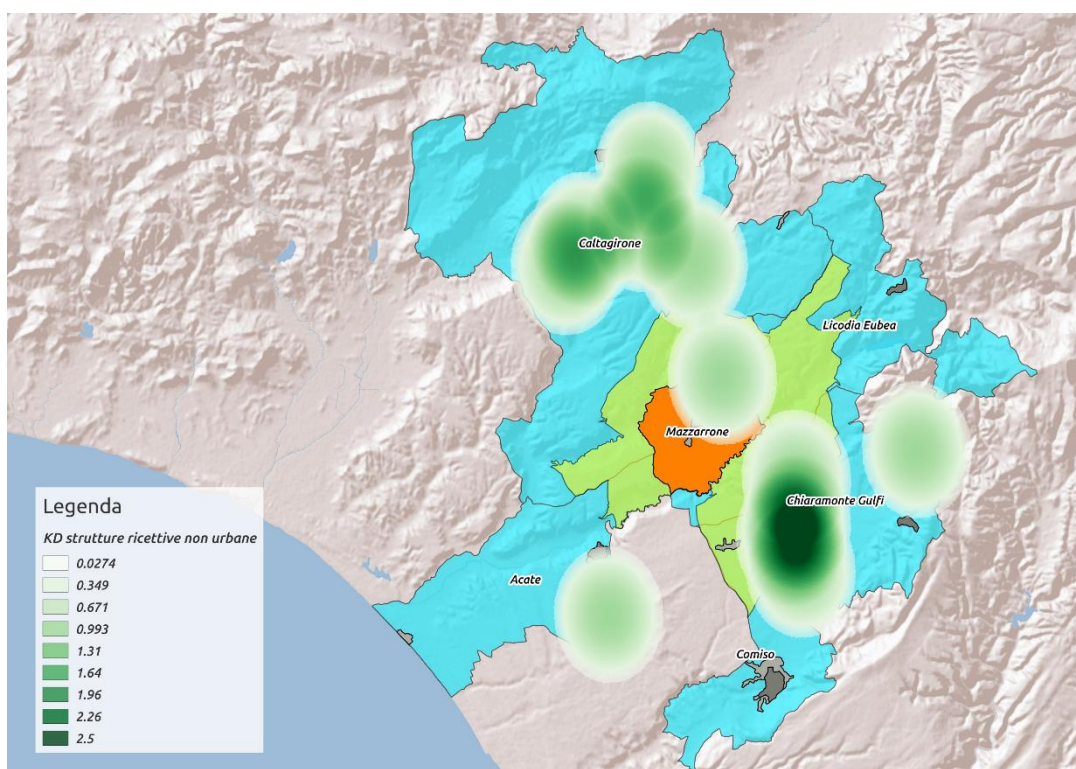 Caltagirone
Licodia Eubea
Mazzarrone
Chiaramonte Gulfi
Acate
Comiso
Legenda
KD strutture ricettive non urbane
0.0274
0.349
0.671
0.993
1.31
1.64
1.96
2.26
2.5